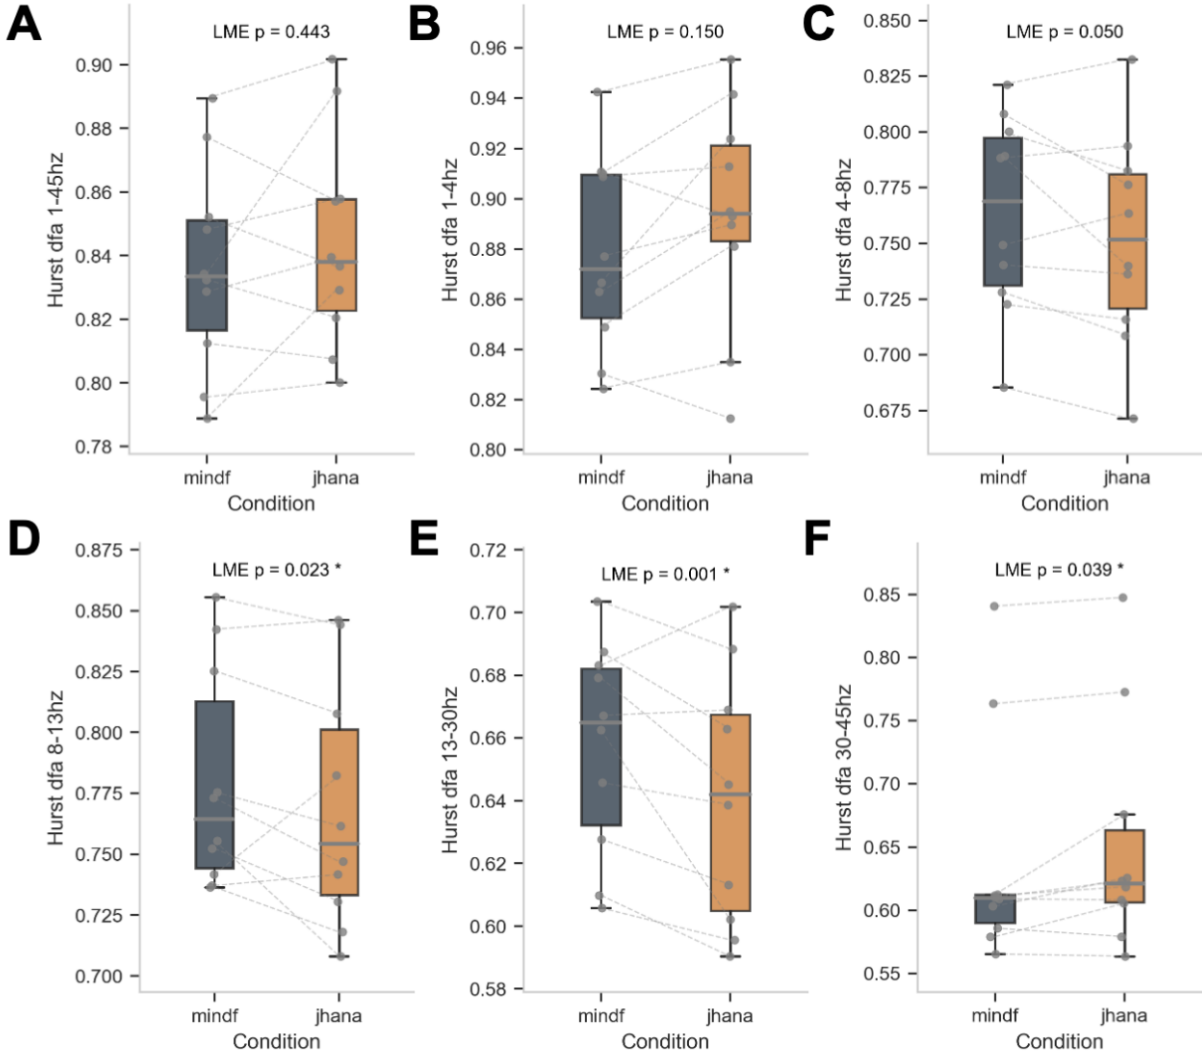 A
LME p = 0.443
Hurst dfa 1-45hz
0.90
0.88
0.86
0.84
0.82
0.80
0.78
mindf
jhana
Condition
B
LME p = 0.150
Hurst dfa 1-4hz
0.96
0.94
0.92
0.90
0.88
0.86
0.84
0.82
0.80
mindf
jhana
Condition
C
LME p = 0.050
Hurst dfa 4-8hz
0.850
0.825
0.800
0.775
0.750
0.725
0.700
0.675
mindf
jhana
Condition
D
LME p = 0.023 *
Hurst dfa 8-13hz
0.875
0.850
0.825
0.800
0.775
0.750
0.725
0.700
mindf
jhana
Condition
E
LME p = 0.001 *
Hurst dfa 13-30hz
0.72
0.70
0.68
0.66
0.64
0.62
0.60
0.58
mindf
jhana
Condition
F
LME p = 0.039 *
Hurst dfa 30-45hz
0.85
0.80
0.75
0.70
0.65
0.60
0.55
mindf
jhana
Condition